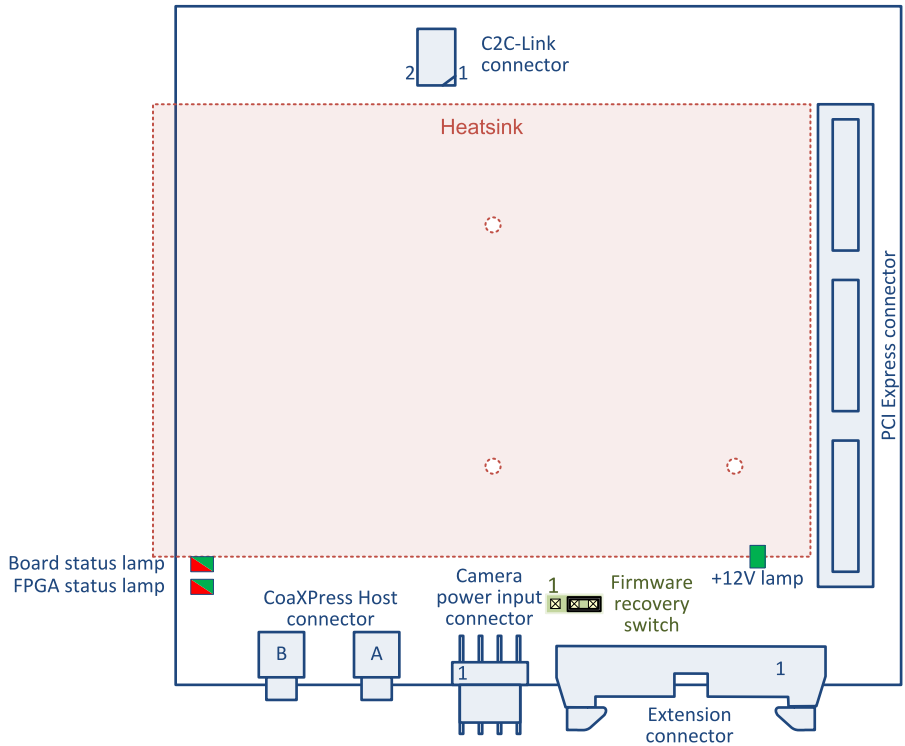 C2C-Link
connector
2
1
Heatsink
PCI Express connector
Board status lamp
FPGA status lamp
+12V lamp
CoaXPress Host
connector
B
A
Camera
power input
connector
1
1
Firmware
recovery
switch
1
Extension
connector